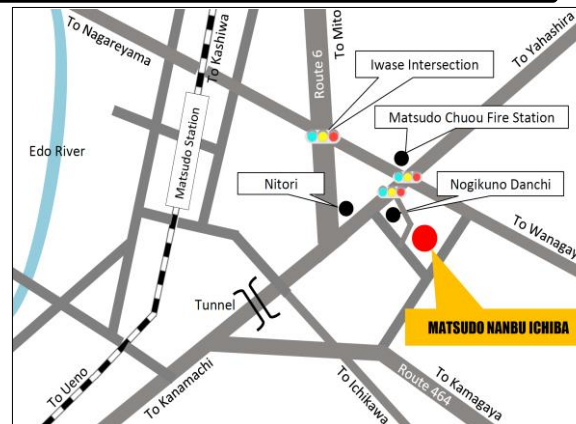 To Nagareyama
To Kashiwa
Route 6
To Mito
To Yahashira
Iwase Intersection
Matsudo Chuou Fire Station
Edo River
Matsudo Station
Nitori
Nogikuno Danchi
To Wanagaya
Tunnel
MATSUDO NANBU ICHIBA
To Ueno
To Kanamachi
To Ichikawa
Route 464
To Kamagaya